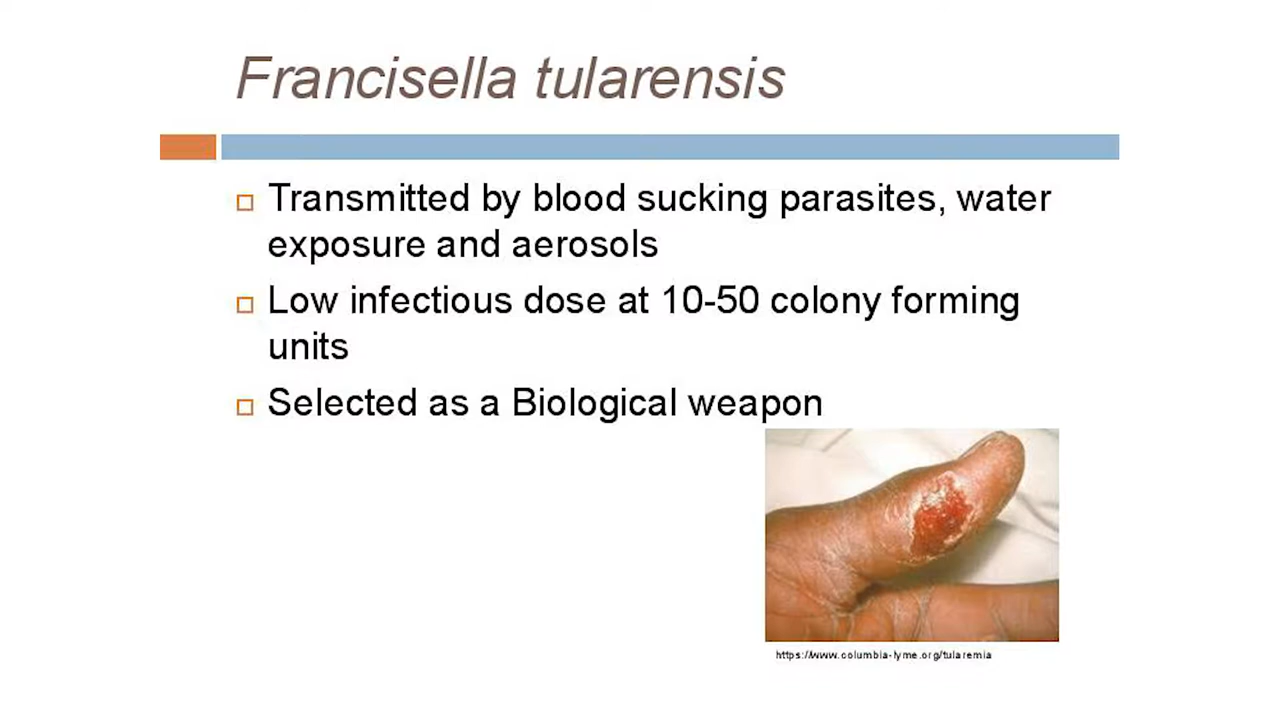 Francisella tularensis
Transmitted by blood sucking parasites, water
exposure and aerosols
Low infectious dose at 10-50 colony forming
units
Selected as a Biological weapon
https://www.columbia-lyme.org/tularemia